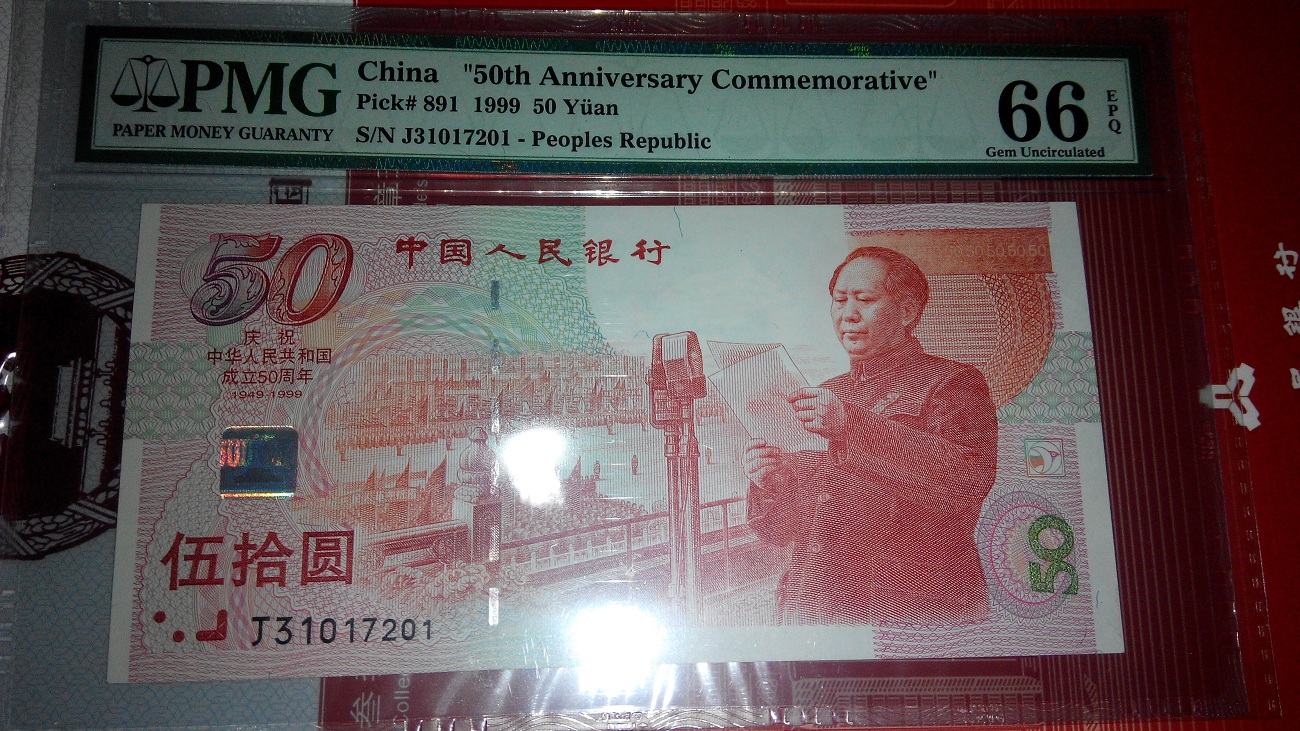 PMG
PAPER MONEY GUARANTY
China "50th Anniversary Commemorative"
Pick# 891 1999 50 Yüan
S/N J31017201 - Peoples Republic
66
EPQ
Gem Uncirculated
50
中国人民银行
庆祝
中华人民共和国
成立50周年
1949-1999
伍拾圆
J31017201
50